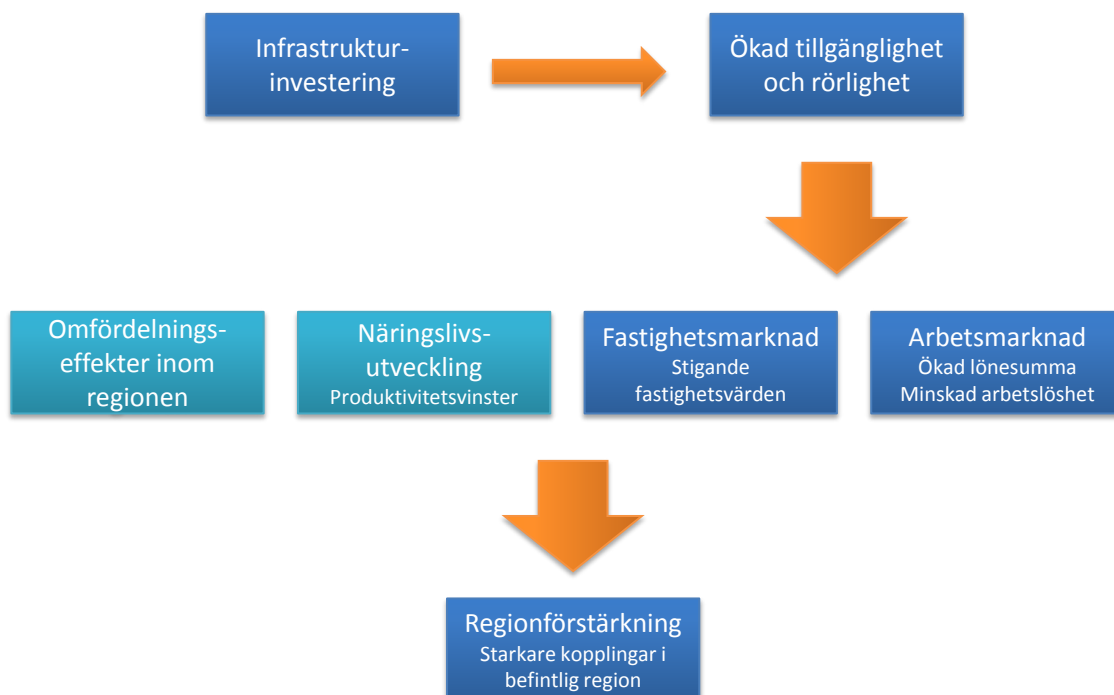 Infrastruktur-
investering
Ökad tillgänglighet
och rörlighet
Omfördelnings-
effekter inom
regionen
Näringslivs-
utveckling
Produktivitetsvinster
Fastighetsmarknad
Stigande
fastighetsvärden
Arbetsmarknad
Ökad lönesumma
Minskad arbetslöshet
Regionförstärkning
Starkare kopplingar i
befintlig region